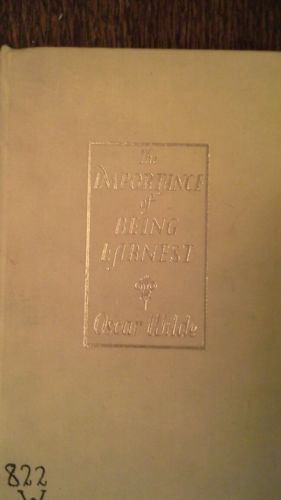 The
IMPORTANCE
of
BEING
EARNEST
Oscar Wilde
822
W